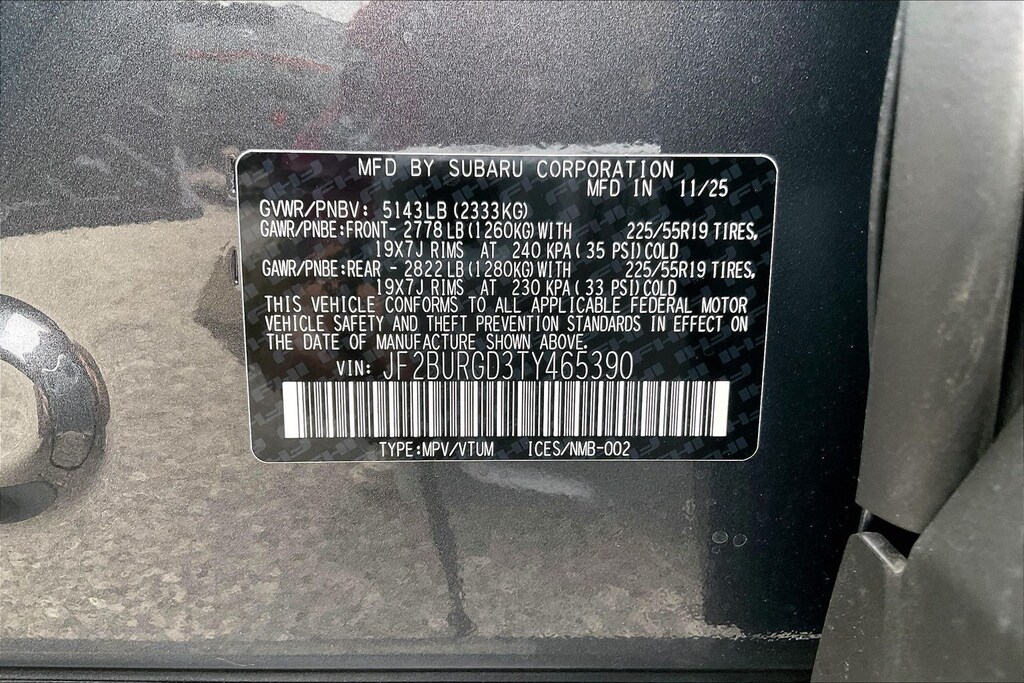 MFD BY SUBARU CORPORATION
MFD IN 11/25
GVWR/PNBV: 5143LB(2333KG)
GAWR/PNBE:FRONT- 2778 LB(1260KG)WITH 225/55R19 TIRES,
19X7J RIMS AT 240 KPA( 35 PSI)COLD
GAWR/PNBE:REAR - 2822 LB(1280KG)WITH 225/55R19 TIRES,
19X7J RIMS AT 230 KPA( 33 PSI)COLD
THIS VEHICLE CONFORMS TO ALL APPLICABLE FEDERAL MOTOR
VEHICLE SAFETY AND THEFT PREVENTION STANDARDS IN EFFECT ON
THE DATE OF MANUFACTURE SHOWN ABOVE.
VIN: JF2BURGD3TY465390
TYPE:MPV/VTUM ICES/NMB-002